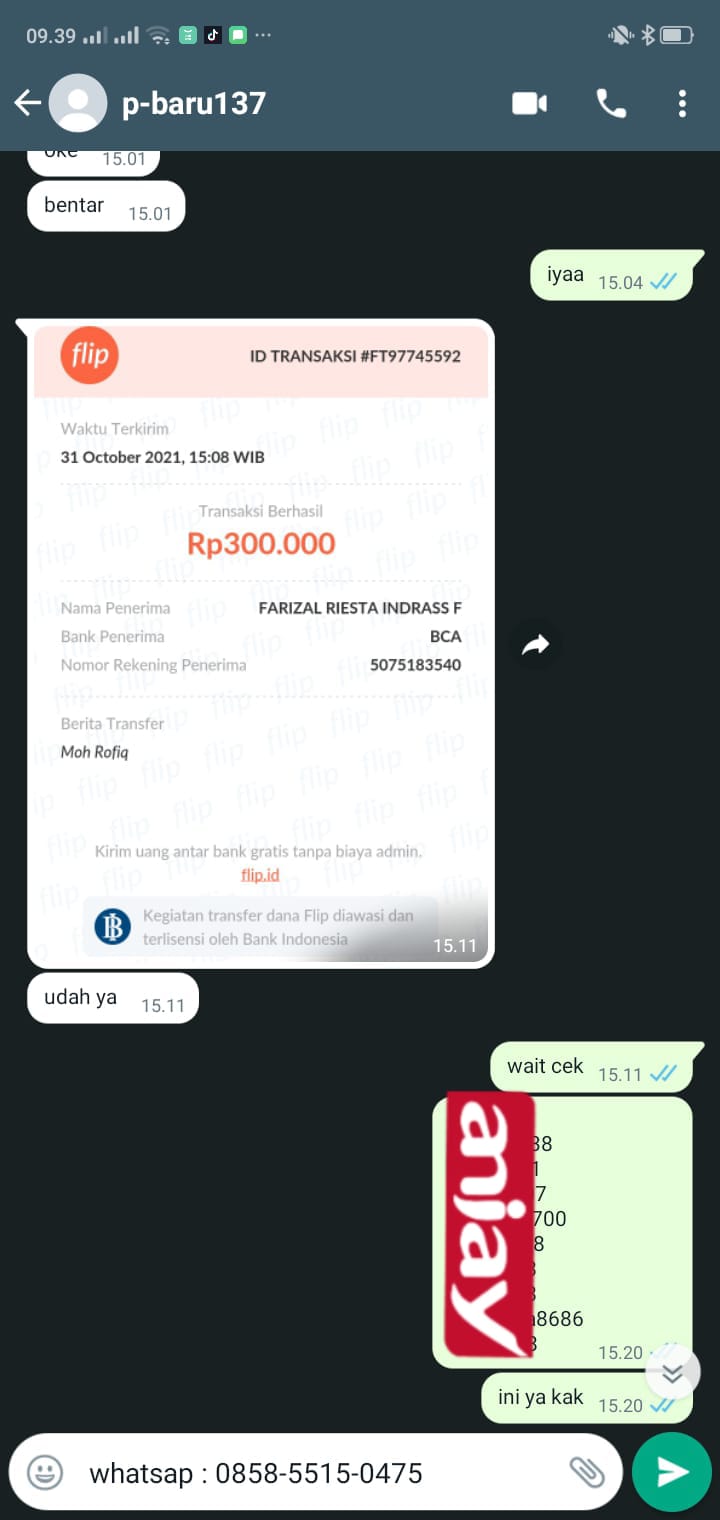 09.39
p-baru137
oke 15.01
bentar 15.01
iyaa 15.04
flip ID TRANSAKSI #FT97745592
Waktu Terkirim
31 October 2021, 15:08 WIB
Transaksi Berhasil
Rp300.000
Nama Penerima FARIZAL RIESTA INDRASS F
Bank Penerima BCA
Nomor Rekening Penerima 5075183540
Berita Transfer
Moh Rofiq
Kirim uang antar bank gratis tanpa biaya admin.
flip.id
Kegiatan transfer dana Flip diawasi dan
terlisensi oleh Bank Indonesia
15.11
udah ya 15.11
wait cek 15.11
anjay
38
1
7
700
8
8686
15.20
ini ya kak 15.20
whatsap : 0858-5515-0475